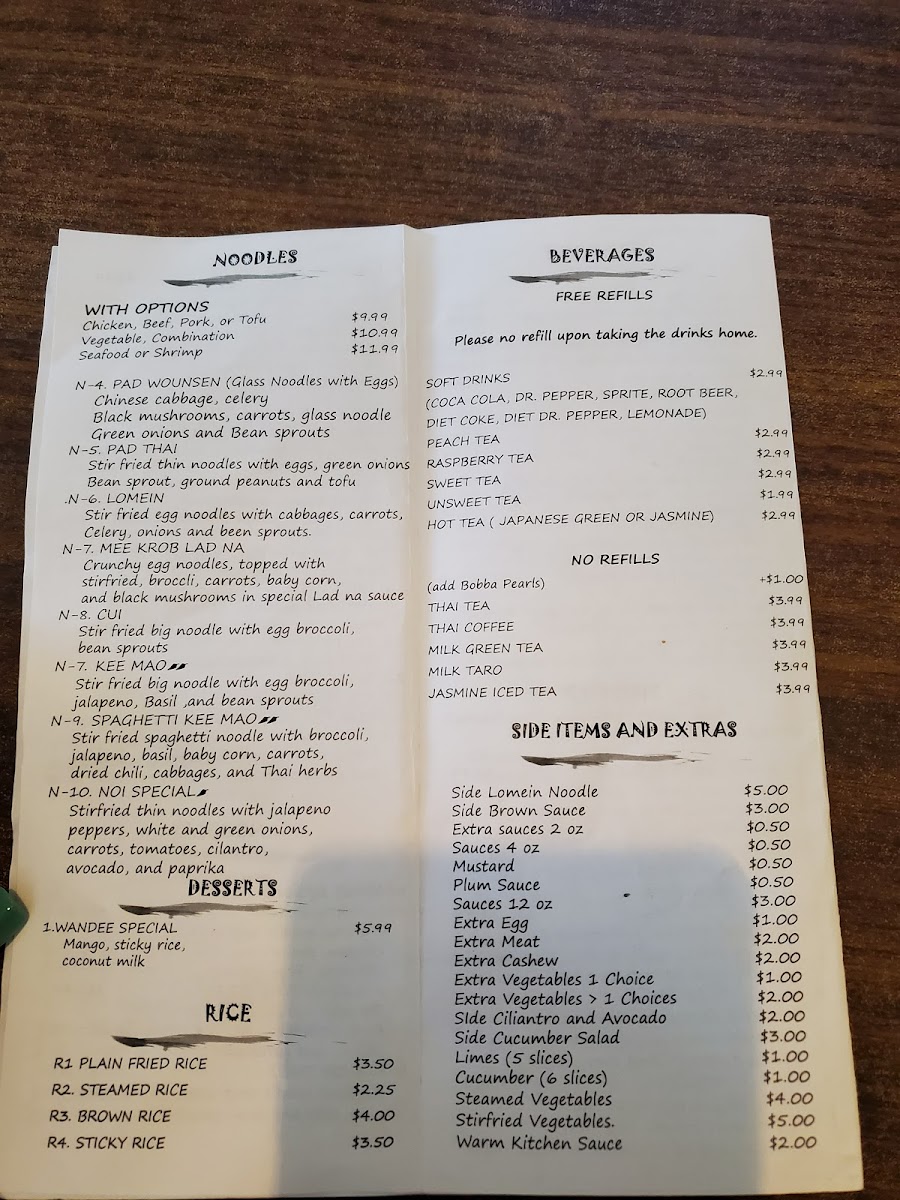 NOODLES
WITH OPTIONS
Chicken, Beef, Pork, or Tofu $9.99
Vegetable, Combination $10.99
Seafood or Shrimp $11.99
N-4. PAD WOUNSEN (Glass Noodles with Eggs)
Chinese cabbage, celery
Black mushrooms, carrots, glass noodle
Green onions and Bean sprouts
N-5. PAD THAI
Stir fried thin noodles with eggs, green onions
Bean sprout, ground peanuts and tofu
.N-6. LOMEIN
Stir fried egg noodles with cabbages, carrots,
Celery, onions and been sprouts.
N-7. MEE KROB LAD NA
Crunchy egg noodles, topped with
stirfried, broccli, carrots, baby corn,
and black mushrooms in special Lad na sauce
N-8. CUI
Stir fried big noodle with egg broccoli,
bean sprouts
N-7. KEE MAO
Stir fried big noodle with egg broccoli,
jalapeno, Basil ,and bean sprouts
N-9. SPAGHETTI KEE MAO
Stir fried spaghetti noodle with broccoli,
jalapeno, basil, baby corn, carrots,
dried chili, cabbages, and Thai herbs
N-10. NOI SPECIAL
Stirfried thin noodles with jalapeno
peppers, white and green onions,
carrots, tomatoes, cilantro,
avocado, and paprika
DESSERTS
1.WANDEE SPECIAL $5.99
Mango, sticky rice,
coconut milk
RICE
R1 PLAIN FRIED RICE $3.50
R2. STEAMED RICE $2.25
R3. BROWN RICE $4.00
R4. STICKY RICE $3.50
BEVERAGES
FREE REFILLS
Please no refill upon taking the drinks home.
SOFT DRINKS $2.99
(COCA COLA, DR. PEPPER, SPRITE, ROOT BEER,
DIET COKE, DIET DR. PEPPER, LEMONADE)
PEACH TEA $2.99
RASPBERRY TEA $2.99
SWEET TEA $2.99
UNSWEET TEA $1.99
HOT TEA ( JAPANESE GREEN OR JASMINE) $2.99
NO REFILLS
(add Bobba Pearls) +$1.00
THAI TEA $3.99
THAI COFFEE $3.99
MILK GREEN TEA $3.99
MILK TARO $3.99
JASMINE ICED TEA $3.99
SIDE ITEMS AND EXTRAS
Side Lomein Noodle $5.00
Side Brown Sauce $3.00
Extra sauces 2 oz $0.50
Sauces 4 oz $0.50
Mustard $0.50
Plum Sauce $0.50
Sauces 12 oz $3.00
Extra Egg $1.00
Extra Meat $2.00
Extra Cashew $2.00
Extra Vegetables 1 Choice $1.00
Extra Vegetables > 1 Choices $2.00
SIde Ciliantro and Avocado $2.00
Side Cucumber Salad $3.00
Limes (5 slices) $1.00
Cucumber (6 slices) $1.00
Steamed Vegetables $4.00
Stirfried Vegetables. $5.00
Warm Kitchen Sauce $2.00